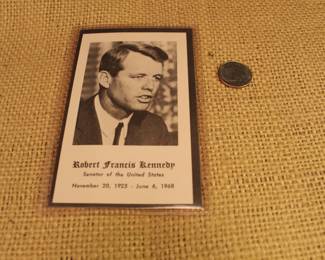 Robert Francis Kennedy
Senator of the United States
November 20, 1925 - June 6, 1968